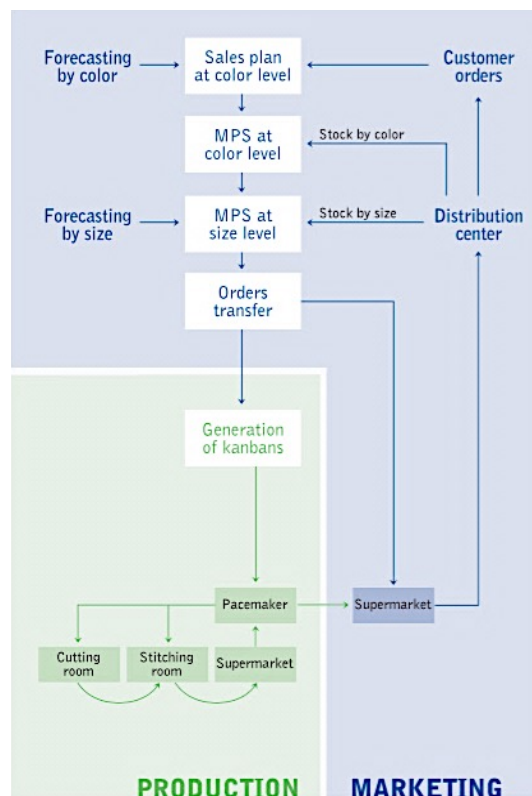 Forecasting
by color
Sales plan
at color level
Customer
orders
MPS at
color level
Stock by color
Forecasting
by size
MPS at
size level
Stock by size
Distribution
center
Orders
transfer
Generation
of kanbans
Pacemaker
Supermarket
Cutting
room
Stitching
room
Supermarket
PRODUCTION
MARKETING